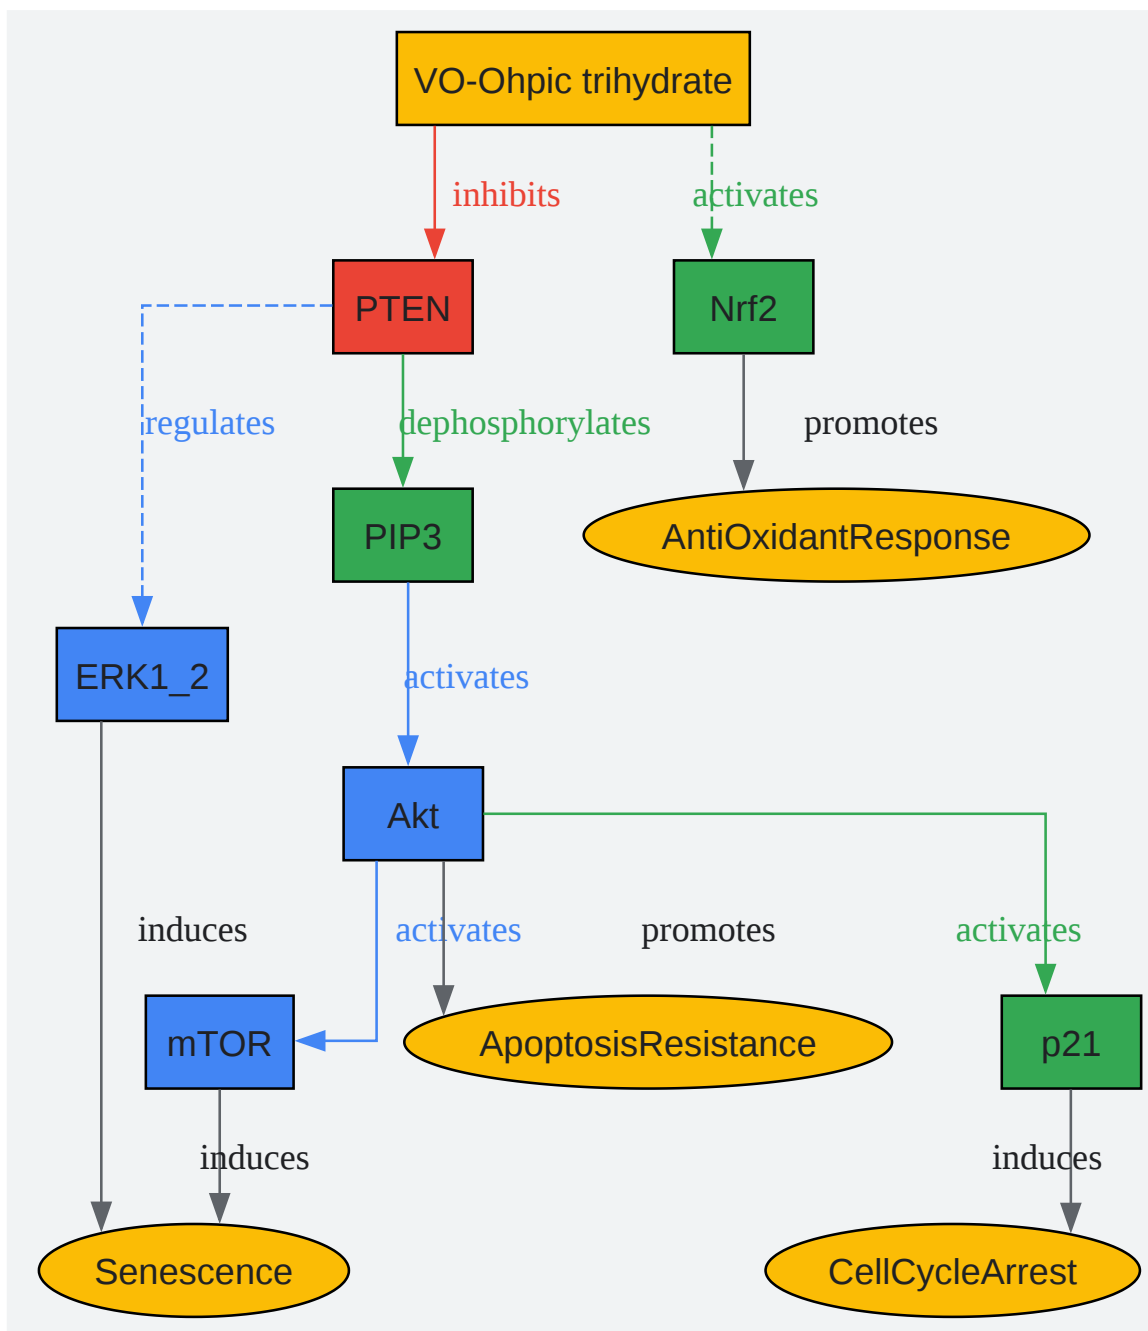 VO-Ohpic trihydrate
inhibits
activates
PTEN
Nrf2
regulates
dephosphorylates
promotes
PIP3
AntiOxidantResponse
ERK1_2
activates
Akt
induces
activates
promotes
activates
mTOR
ApoptosisResistance
p21
induces
induces
Senescence
CellCycleArrest